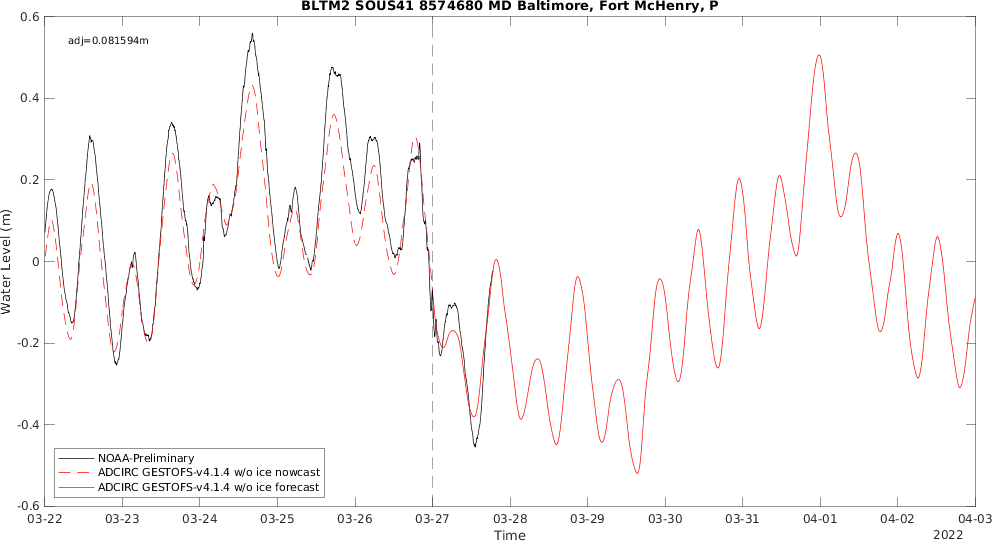 BLTM2 SOUS41 8574680 MD Baltimore, Fort McHenry, P
adj=0.081594m
0.6
0.4
0.2
0
-0.2
-0.4
-0.6
Water Level (m)
NOAA-Preliminary
ADCIRC GESTOFS-v4.1.4 w/o ice nowcast
ADCIRC GESTOFS-v4.1.4 w/o ice forecast
03-22 03-23 03-24 03-25 03-26 03-27 03-28 03-29 03-30 03-31 04-01 04-02 04-03
Time
2022